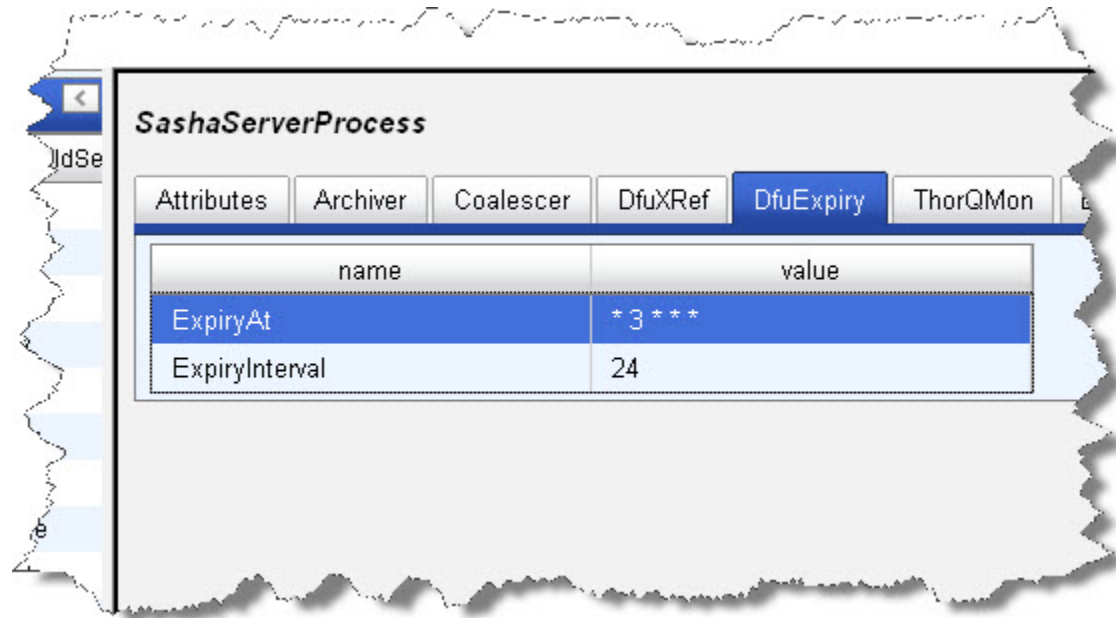 <
SashaServerProcess
Attributes Archiver Coalescer DfuXRef DfuExpiry ThorQMon
name value
ExpiryAt * 3 * * *
ExpiryInterval 24